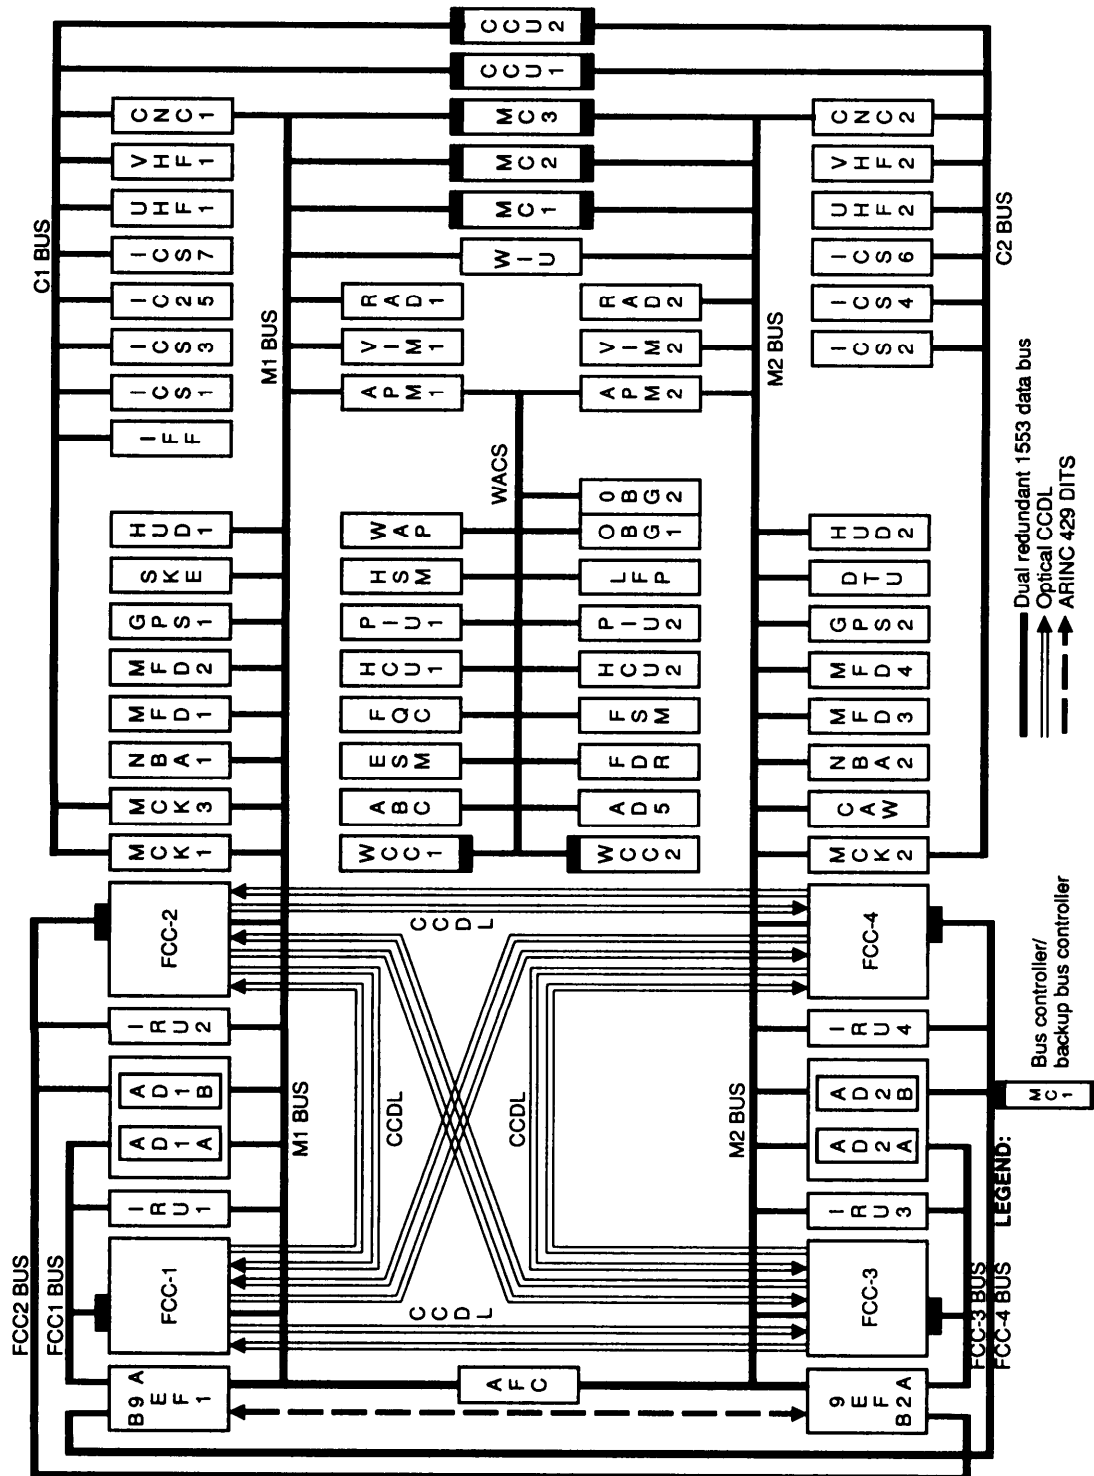 FCC2 BUS
FCC1 BUS
C1 BUS
B9EF1 A
FCC-1
IRU1
AD1A
AD1B
IRU2
FCC-2
MCK1
MCK3
NBA1
MFD1
MFD2
GPS1
SKE
HUD1
IFF
ICS1
ICS3
IC25
ICS7
UHF1
VHF1
CNC1
M1 BUS
M1 BUS
WCC1
ABC
ESM
FQC
HCU1
PIU1
HSM
WAP
APM1
VIM1
RAD1
CCDL
CCDL
CCDL
CCDL
AFC
WACS
WIU
MC1
MC2
MC3
CCU1
CCU2
WCC2
AD5
FDR
FSM
HCU2
PIU2
LFP
OBG1
0BG2
APM2
VIM2
RAD2
M2 BUS
M2 BUS
9EF
B2A
FCC-3
IRU3
AD2A
AD2B
IRU4
FCC-4
MCK2
CAW
NBA2
MFD3
MFD4
GPS2
DTU
HUD2
ICS2
ICS4
ICS6
UHF2
VHF2
CNC2
FCC-3 BUS
FCC-4 BUS
C2 BUS
LEGEND:
MC1
Bus controller/
backup bus controller
Dual redundant 1553 data bus
Optical CCDL
ARINC 429 DITS